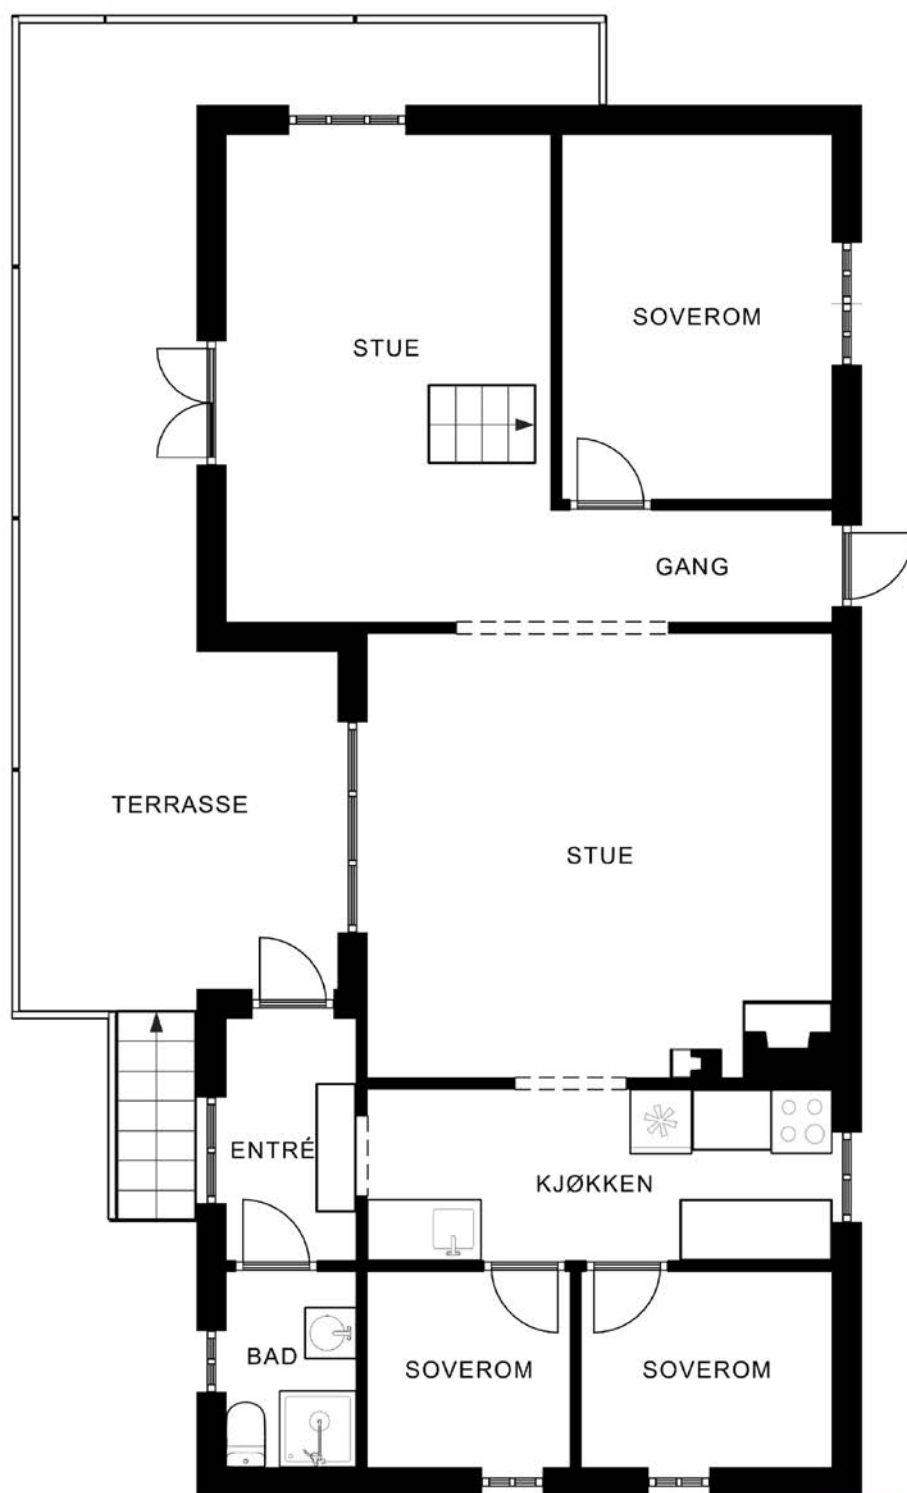 SOVEROM
STUE
GANG
TERRASSE
STUE
ENTRÉ
KJØKKEN
BAD
SOVEROM
SOVEROM